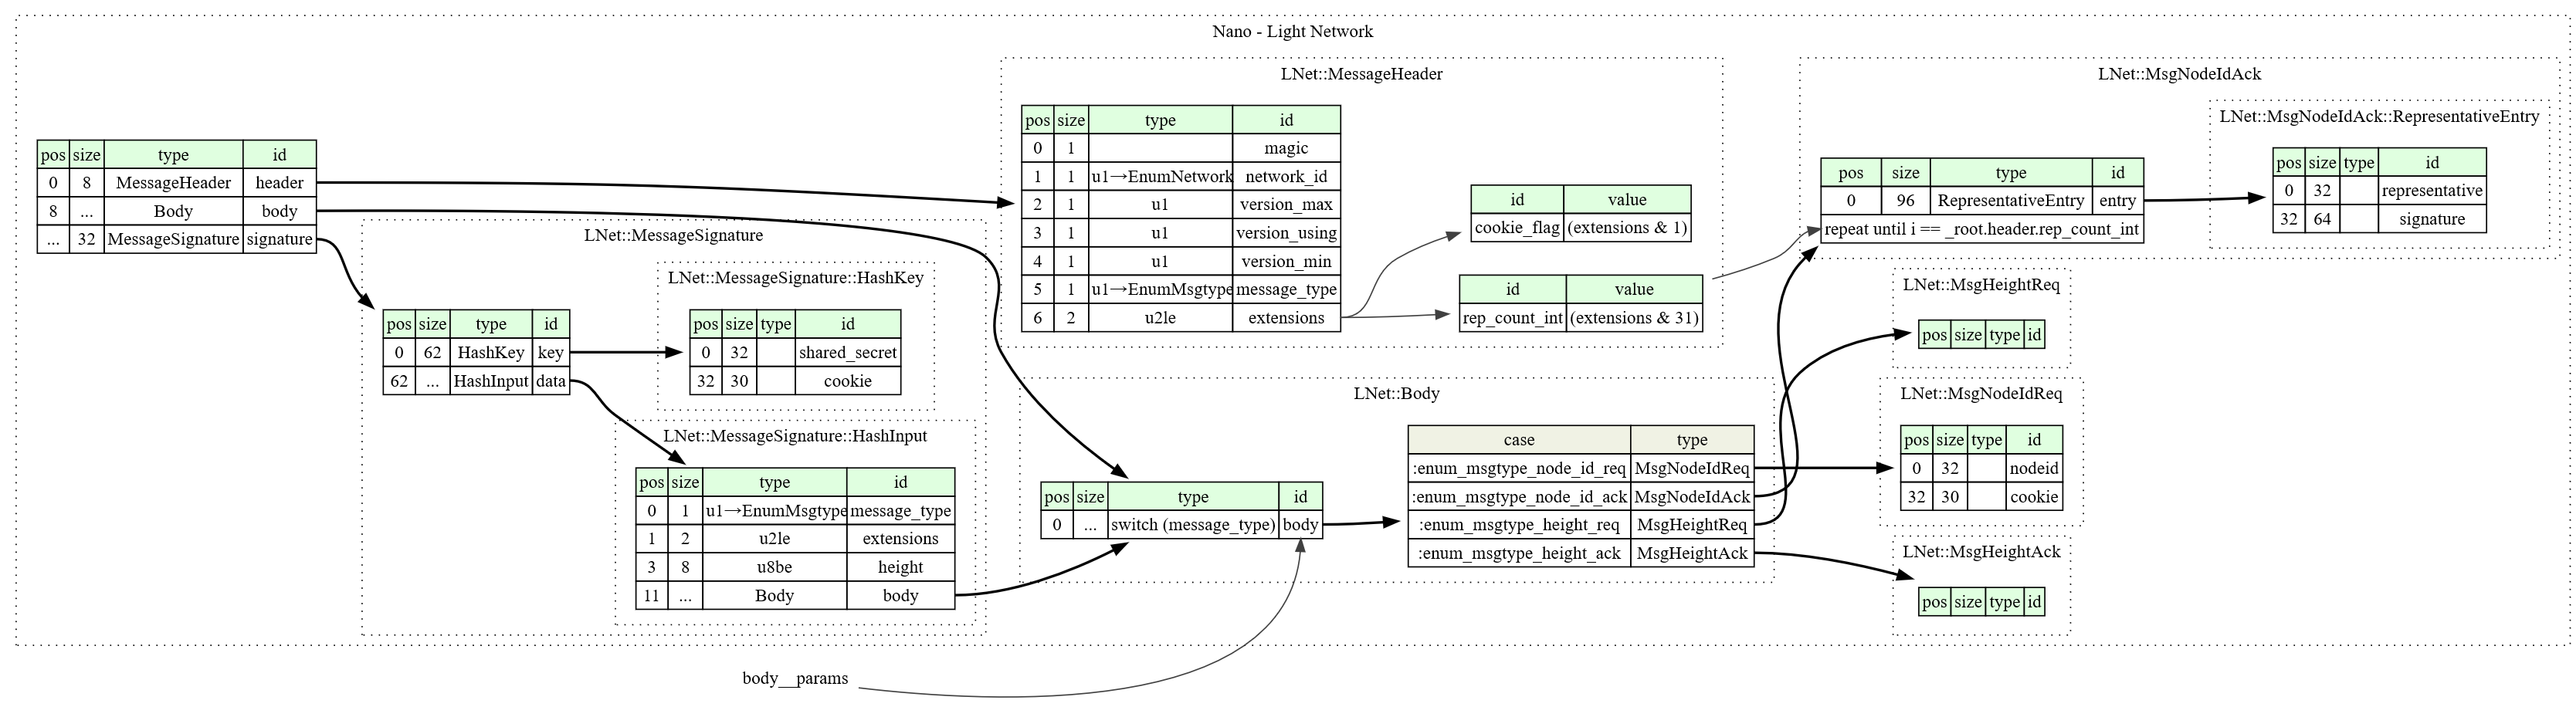 Nano - Light Network
pos size type id
0 8 MessageHeader header
8 ... Body body
... 32 MessageSignature signature
LNet::MessageSignature
pos size type id
0 62 HashKey key
62 ... HashInput data
LNet::MessageSignature::HashKey
pos size type id
0 32 shared_secret
32 30 cookie
LNet::MessageSignature::HashInput
pos size type id
0 1 u1→EnumMsgtype message_type
1 2 u2le extensions
3 8 u8be height
11 ... Body body
LNet::MessageHeader
pos size type id
0 1 magic
1 1 u1→EnumNetwork network_id
2 1 u1 version_max
3 1 u1 version_using
4 1 u1 version_min
5 1 u1→EnumMsgtype message_type
6 2 u2le extensions
id value
cookie_flag (extensions & 1)
id value
rep_count_int (extensions & 31)
LNet::Body
pos size type id
0 ... switch (message_type) body
case type
:enum_msgtype_node_id_req MsgNodeIdReq
:enum_msgtype_node_id_ack MsgNodeIdAck
:enum_msgtype_height_req MsgHeightReq
:enum_msgtype_height_ack MsgHeightAck
LNet::MsgNodeIdAck
pos size type id
0 96 RepresentativeEntry entry
repeat until i == _root.header.rep_count_int
LNet::MsgNodeIdAck::RepresentativeEntry
pos size type id
0 32 representative
32 64 signature
LNet::MsgHeightReq
pos size type id
LNet::MsgNodeIdReq
pos size type id
0 32 nodeid
32 30 cookie
LNet::MsgHeightAck
pos size type id
body__params